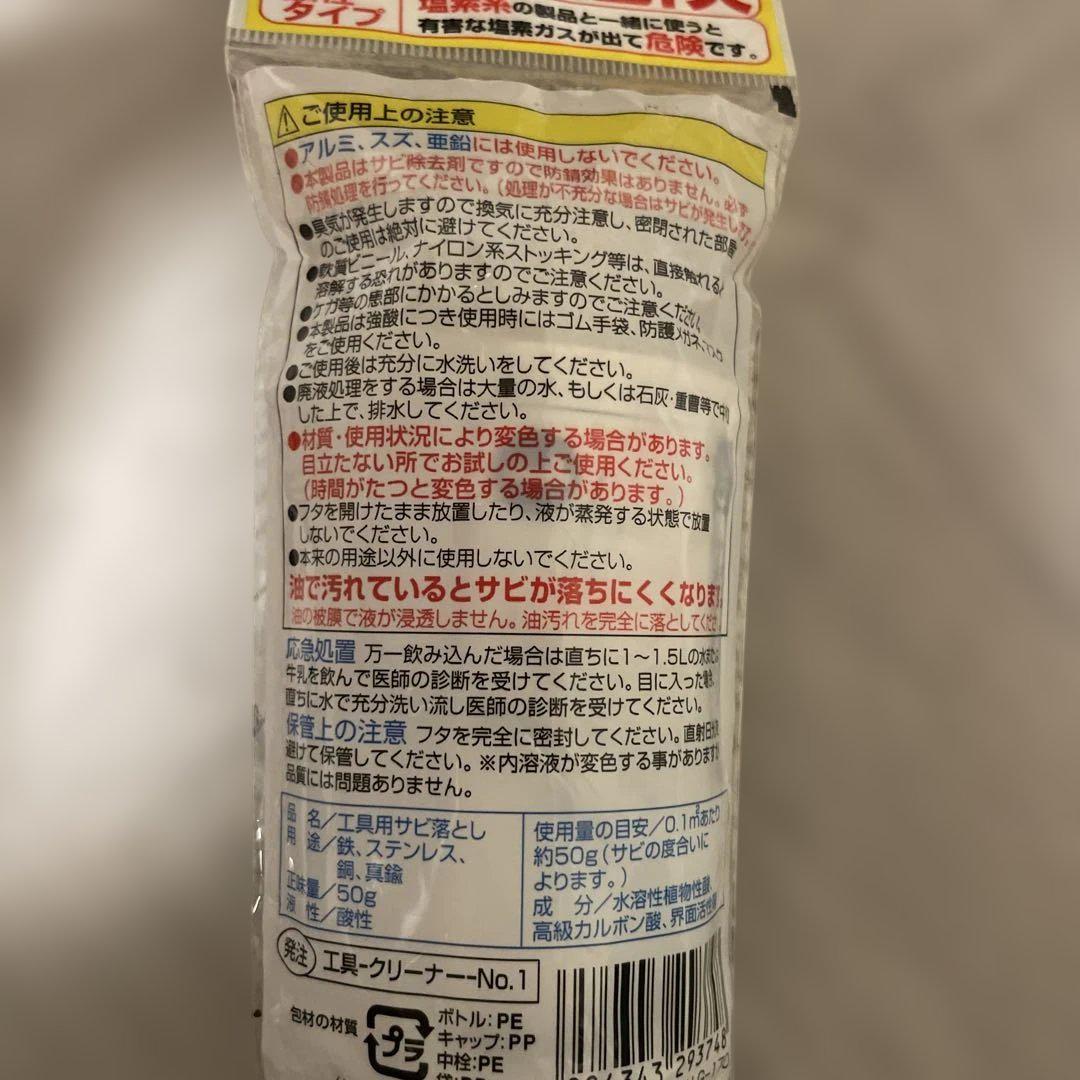 タイプ
塩素系の製品と一緒に使うと
有害な塩素ガスが出て危険です。
ご使用上の注意
●アルミ、スズ、亜鉛には使用しないでください。
●本製品はサビ除去剤ですので防錆効果はありません。必ず
防錆処理を行ってください。(処理が不充分な場合はサビが発生します。
●臭気が発生しますので換気に充分注意し、密閉された部屋
のご使用は絶対に避けてください。
●軟質ビニール、ナイロン系ストッキング等は、直接触れると
溶解する恐れがありますのでご注意ください。
●ケガ等の患部にかかるとしみますのでご注意ください
●本製品は強酸につき使用時にはゴム手袋、防護メガネ、マスク
をご使用ください。
●ご使用後は充分に水洗いをしてください。
●廃液処理をする場合は大量の水、もしくは石灰・重曹等で中和
した上で、排水してください。
●材質・使用状況により変色する場合があります。
目立たない所でお試しの上ご使用ください。
(時間がたつと変色する場合があります。)
●フタを開けたまま放置したり、液が蒸発する状態で放置
しないでください。
●本来の用途以外に使用しないでください。
油で汚れているとサビが落ちにくくなります。
油の被膜で液が浸透しません。油汚れを完全に落としてくださ
応急処置 万一飲み込んだ場合は直ちに1〜1.5Lの水または
牛乳を飲んで医師の診断を受けてください。目に入った場合、
直ちに水で充分洗い流し医師の診断を受けてください。
保管上の注意 フタを完全に密封してください。直射日光を
避けて保管してください。※内溶液が変色する事がありますが
品質には問題ありません。
品 名/工具用サビ落とし
用 途/鉄、ステンレス、
銅、真鍮
正味量/50g
液 性/酸性
使用量の目安/0.1㎡あたり
約50g(サビの度合いに
よります。)
成 分/水溶性植物性酸、
高級カルボン酸、界面活性剤
発注 工具-クリーナー-No.1
包材の材質
プラ
ボトル:PE
キャップ:PP
中栓:PE
343 293748